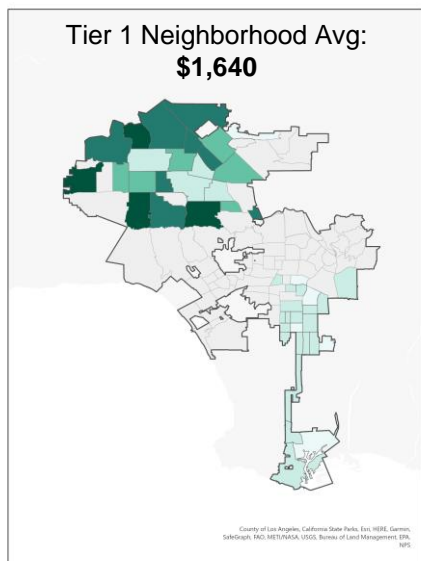 Tier 1 Neighborhood Avg:
$1,640
County of Los Angeles, California State Parks, Esri, HERE, Garmin,
SafeGraph, FAO, METI/NASA, USGS, Bureau of Land Management, EPA,
NPS